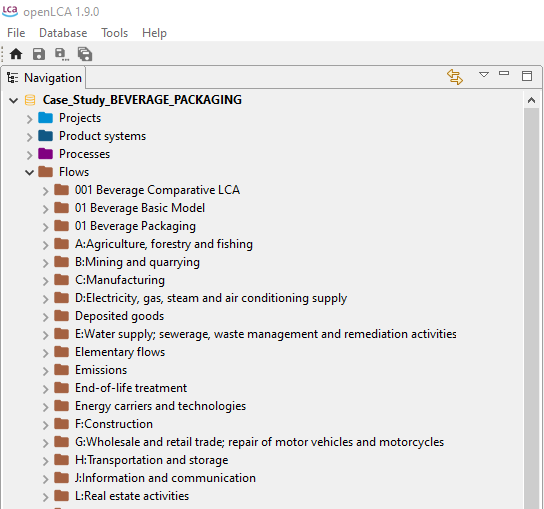 LCA openLCA 1.9.0
File Database Tools Help
Navigation
Case_Study_BEVERAGE_PACKAGING
Projects
Product systems
Processes
Flows
001 Beverage Comparative LCA
01 Beverage Basic Model
01 Beverage Packaging
A:Agriculture, forestry and fishing
B:Mining and quarrying
C:Manufacturing
D:Electricity, gas, steam and air conditioning supply
Deposited goods
E:Water supply; sewerage, waste management and remediation activities
Elementary flows
Emissions
End-of-life treatment
Energy carriers and technologies
F:Construction
G:Wholesale and retail trade; repair of motor vehicles and motorcycles
H:Transportation and storage
J:Information and communication
L:Real estate activities